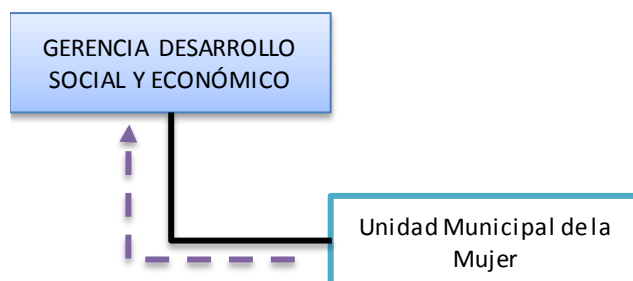 GERENCIA DESARROLLO
SOCIAL Y ECONÓMICO
Unidad Municipal de la
Mujer